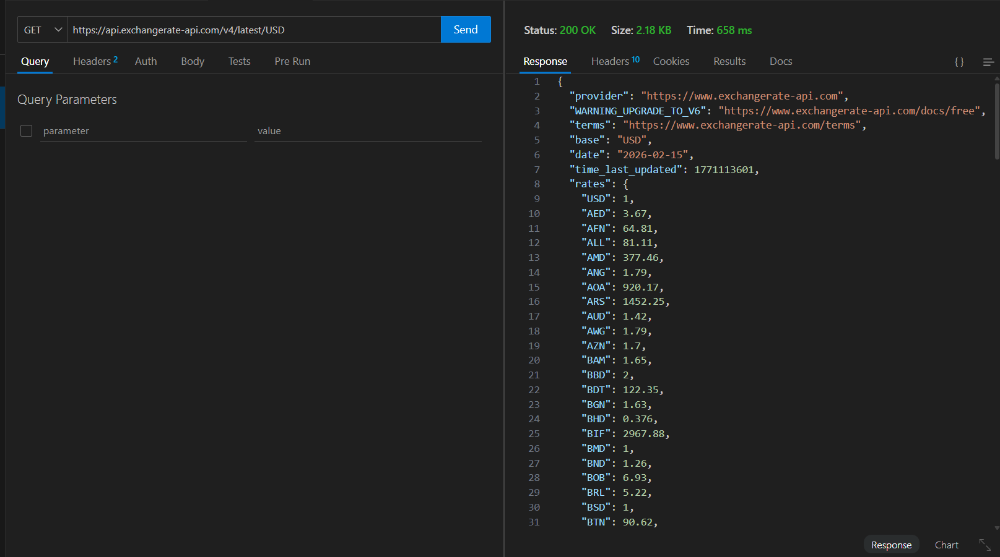 GET https://api.exchangerate-api.com/v4/latest/USD Send
Query Headers 2 Auth Body Tests Pre Run
Query Parameters
parameter value
Status: 200 OK Size: 2.18 KB Time: 658 ms
Response Headers 10 Cookies Results Docs { }
1 {
2 "provider": "https://www.exchangerate-api.com",
3 "WARNING_UPGRADE_TO_V6": "https://www.exchangerate-api.com/docs/free",
4 "terms": "https://www.exchangerate-api.com/terms",
5 "base": "USD",
6 "date": "2026-02-15",
7 "time_last_updated": 1771113601,
8 "rates": {
9 "USD": 1,
10 "AED": 3.67,
11 "AFN": 64.81,
12 "ALL": 81.11,
13 "AMD": 377.46,
14 "ANG": 1.79,
15 "AOA": 920.17,
16 "ARS": 1452.25,
17 "AUD": 1.42,
18 "AWG": 1.79,
19 "AZN": 1.7,
20 "BAM": 1.65,
21 "BBD": 2,
22 "BDT": 122.35,
23 "BGN": 1.63,
24 "BHD": 0.376,
25 "BIF": 2967.88,
26 "BMD": 1,
27 "BND": 1.26,
28 "BOB": 6.93,
29 "BRL": 5.22,
30 "BSD": 1,
31 "BTN": 90.62,
Response Chart